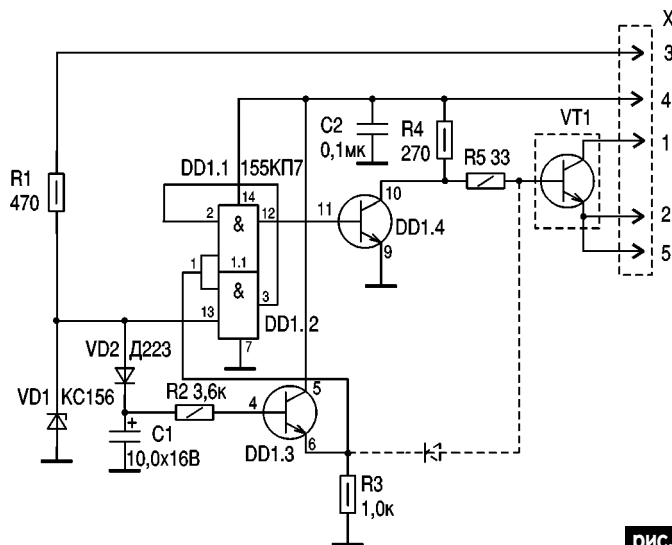 X
3
4
VT1
C2
0,1мк
R4
270
R5 33
1
DD1.1 155КП7
R1
470
14
10
2
&
12
11
DD1.4
2
9
1
1.1
5
&
3
13
DD1.2
7
VD2 Д223
VD1 КС156
R2 3,6к
4
5
+
C1
10,0х16В
DD1.3
6
R3
1,0к
рис